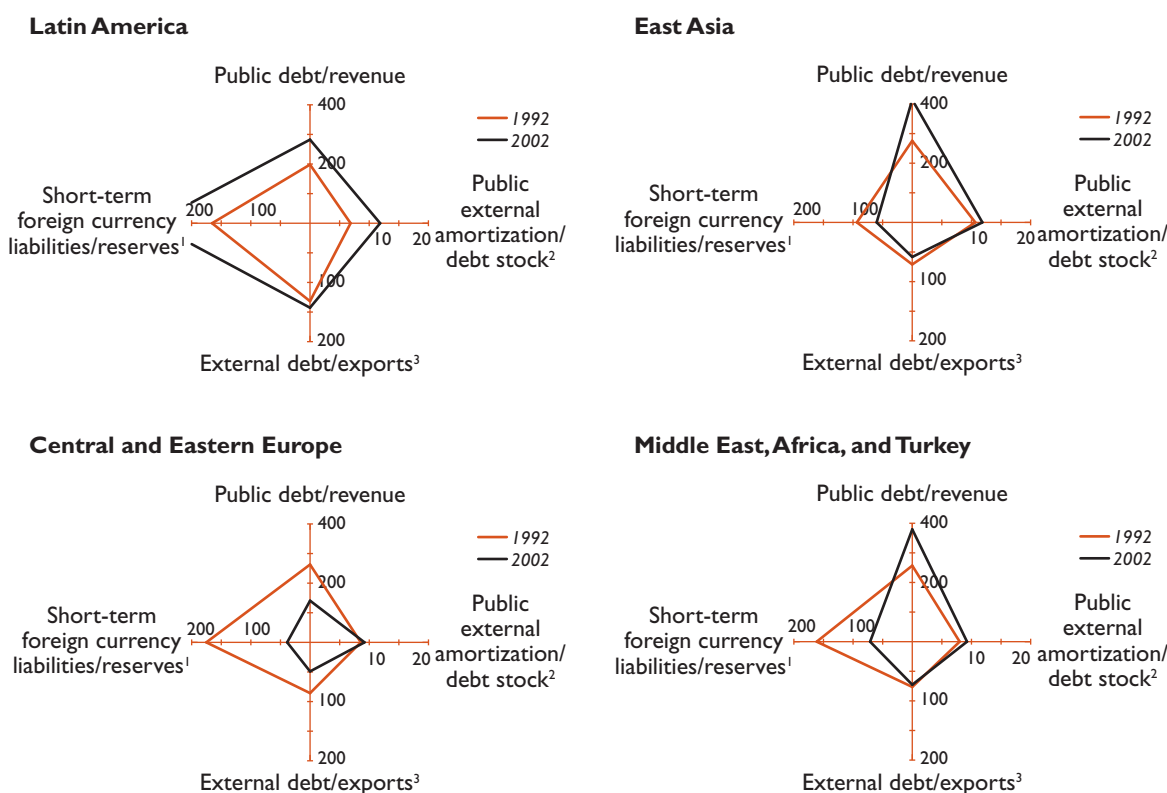 Latin America
Public debt/revenue
400
1992
2002
200
Short-term
foreign currency
liabilities/reserves¹
200
100
10
20
Public
external
amortization/
debt stock²
100
200
External debt/exports³
East Asia
Public debt/revenue
400
1992
2002
200
Short-term
foreign currency
liabilities/reserves¹
200
100
10
20
Public
external
amortization/
debt stock²
100
200
External debt/exports³
Central and Eastern Europe
Public debt/revenue
400
1992
2002
200
Short-term
foreign currency
liabilities/reserves¹
200
100
10
20
Public
external
amortization/
debt stock²
100
200
External debt/exports³
Middle East, Africa, and Turkey
Public debt/revenue
400
1992
2002
200
Short-term
foreign currency
liabilities/reserves¹
200
100
10
20
Public
external
amortization/
debt stock²
100
200
External debt/exports³